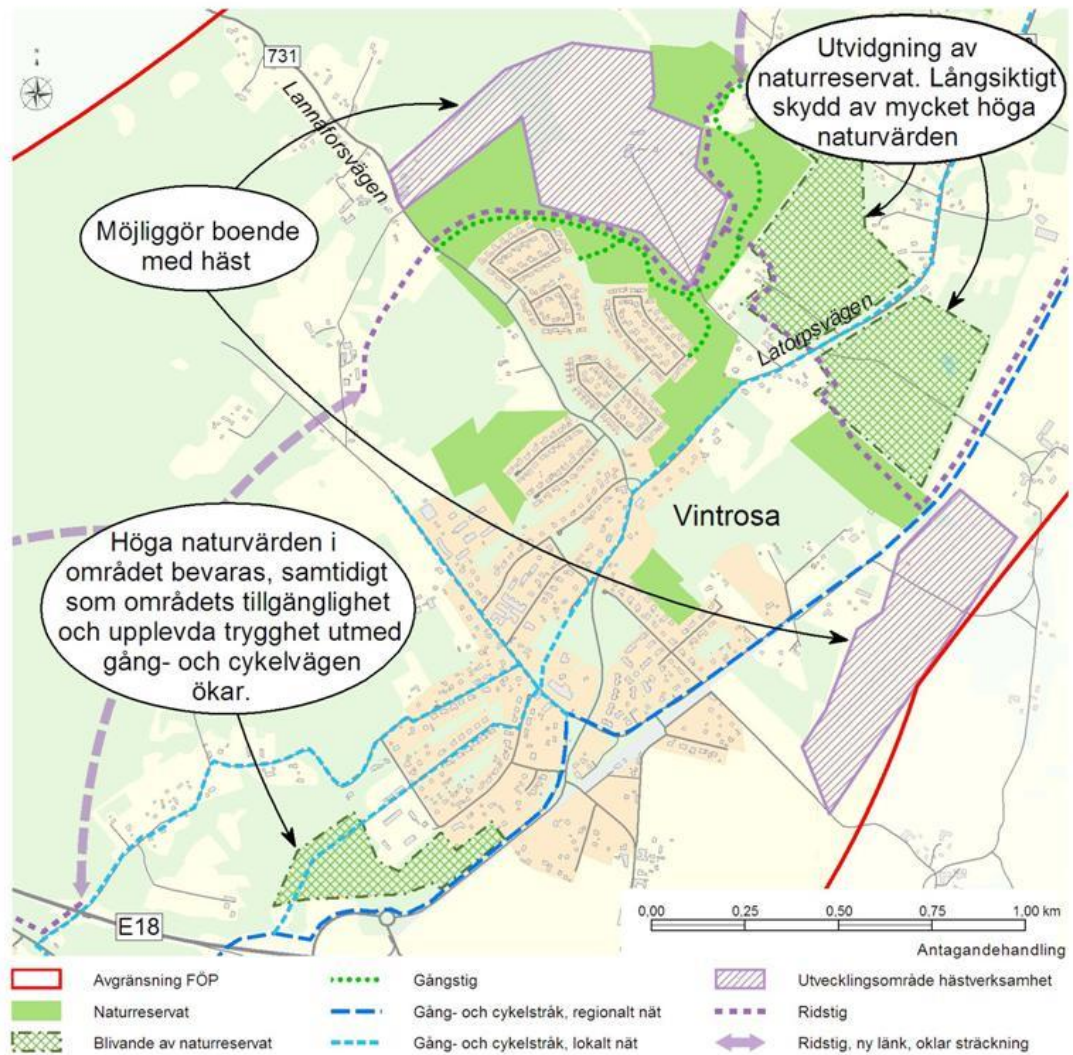 N
731
Lannaforsvägen
Utvidgning av
naturreservat. Långsiktigt
skydd av mycket höga
naturvärden
Möjliggör boende
med häst
Latorpsvägen
Vintrosa
Höga naturvärden i
området bevaras, samtidigt
som områdets tillgänglighet
och upplevda trygghet utmed
gång- och cykelvägen
ökar.
E18
0,00 0,25 0,50 0,75 1,00 km
Antagandehandling
Avgränsning FÖP
Naturreservat
Blivande av naturreservat
Gångstig
Gång- och cykelstråk, regionalt nät
Gång- och cykelstråk, lokalt nät
Utvecklingsområde hästverksamhet
Ridstig
Ridstig, ny länk, oklar sträckning